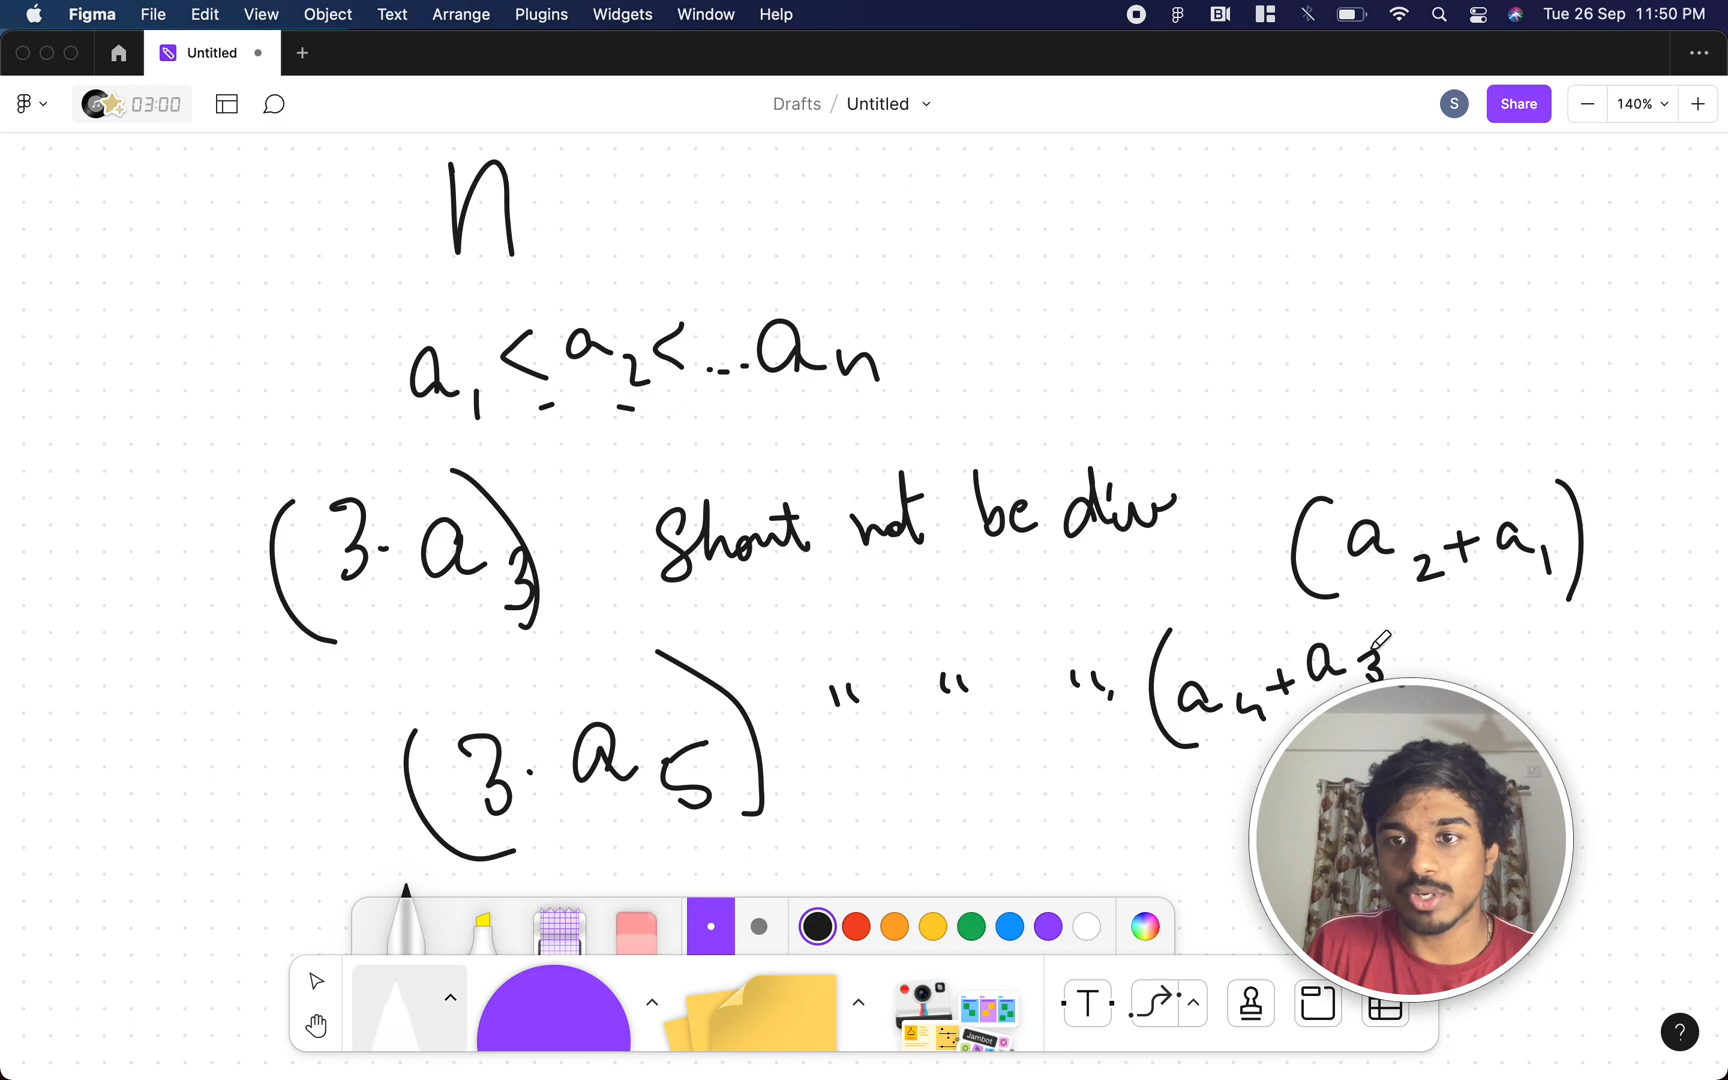 Figma File Edit View Object Text Arrange Plugins Widgets Window Help Tue 26 Sep 11:50 PM
Untitled
03:00 Drafts / Untitled S Share 140%
n
a1 < a2 < ... an
(3. a3) Shout not be div (a2 + a1)
(3. a5) " " " (a4 + a3
T
Jambot
?